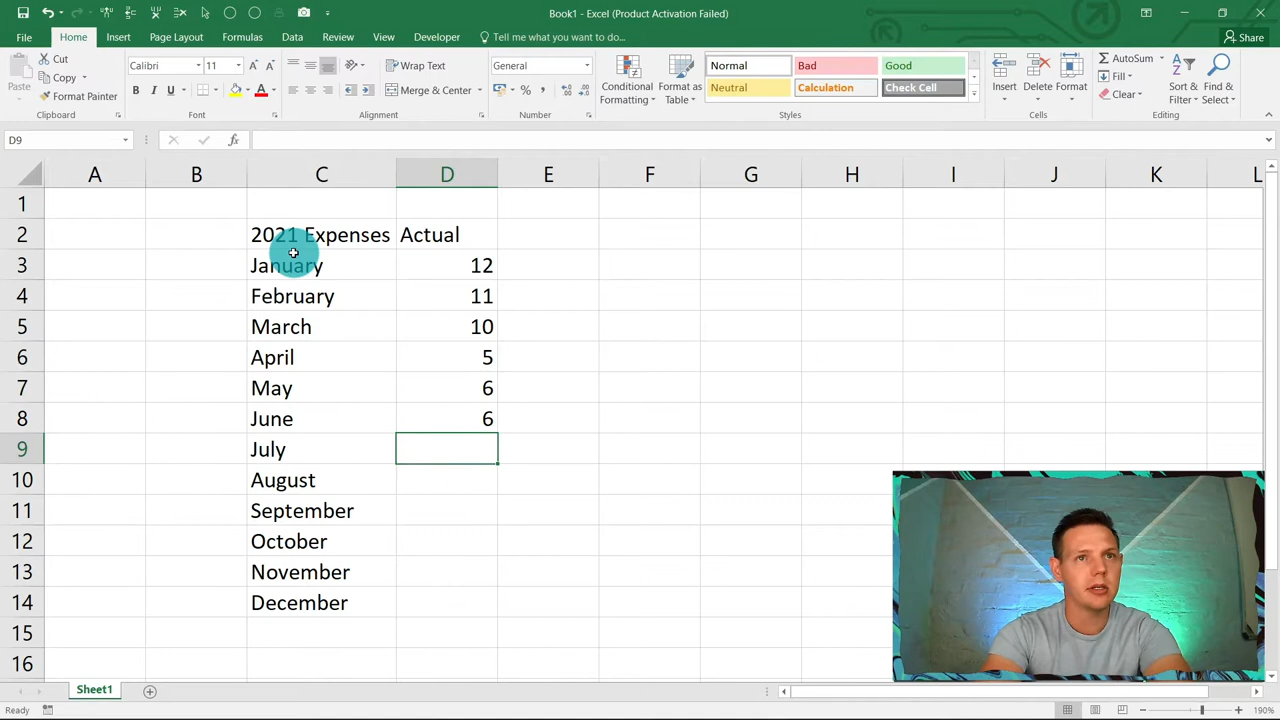 Book1 - Excel (Product Activation Failed)
File Home Insert Page Layout Formulas Data Review View Developer Tell me what you want to do... Share
Paste
Cut
Copy
Format Painter
Clipboard
Calibri 11
B I U
Font
Wrap Text
Merge & Center
Alignment
General
$ % ,
Number
Conditional Formatting
Format as Table
Normal Bad Good
Neutral Calculation Check Cell
Styles
Insert Delete Format
Cells
AutoSum
Fill
Clear
Sort & Filter
Find & Select
Editing
D9 fx
A B C D E F G H I J K L
1
2 2021 Expenses Actual
3 January 12
4 February 11
5 March 10
6 April 5
7 May 6
8 June 6
9 July
10 August
11 September
12 October
13 November
14 December
15
16
Sheet1
Ready 190%